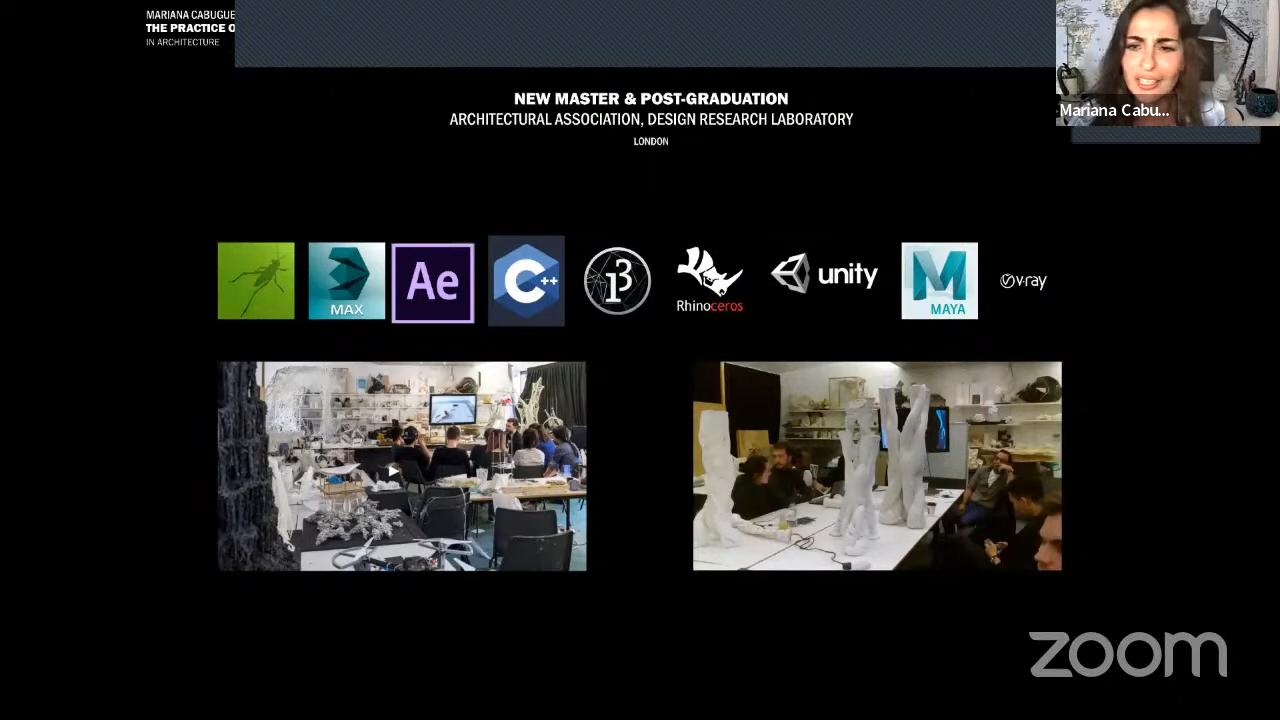 MARIANA CABUGUE
THE PRACTICE O
IN ARCHITECTURE
Mariana Cabu...
NEW MASTER & POST-GRADUATION
ARCHITECTURAL ASSOCIATION, DESIGN RESEARCH LABORATORY
LONDON
MAX
Ae
C++
13
Rhinoceros
unity
M
MAYA
v-ray
zoom